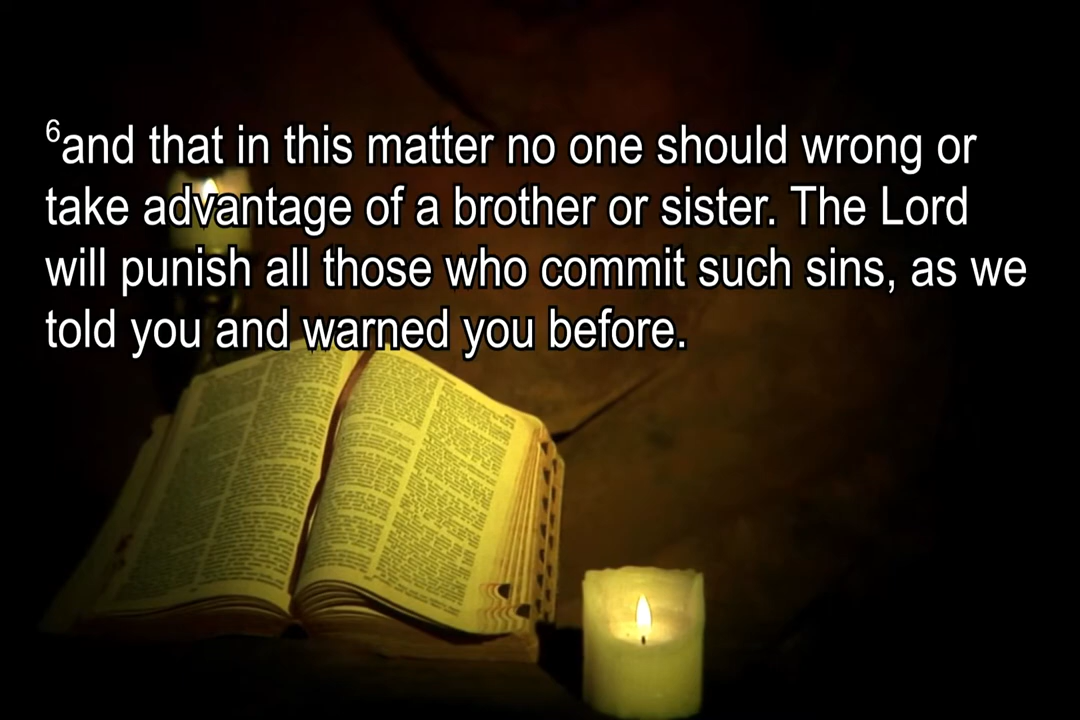 ⁶and that in this matter no one should wrong or
take advantage of a brother or sister. The Lord
will punish all those who commit such sins, as we
told you and warned you before.